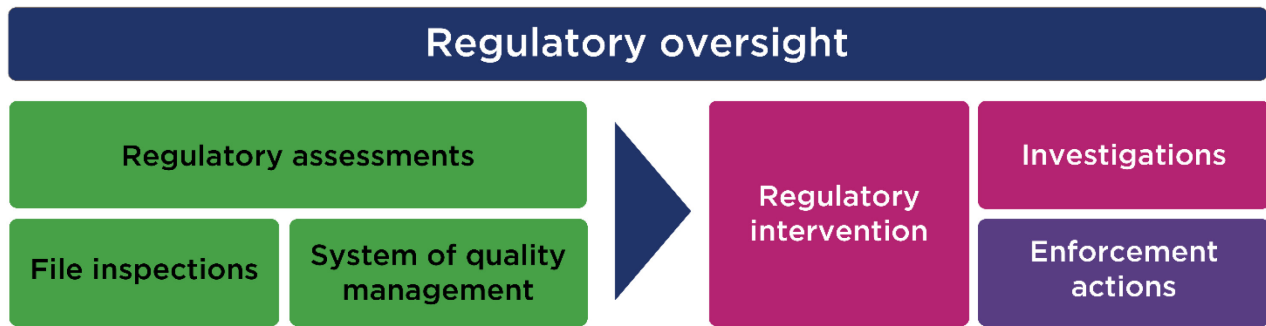 Regulatory oversight
Regulatory assessments
File inspections
System of quality
management
Regulatory
intervention
Investigations
Enforcement
actions